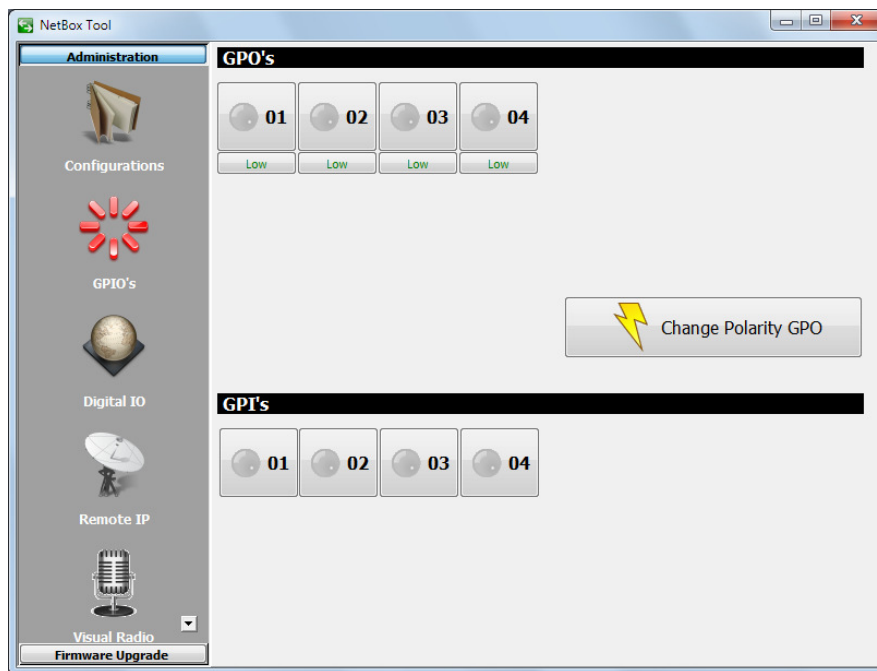 NetBox Tool
Administration
Configurations
GPIO's
Digital IO
Remote IP
Visual Radio
Firmware Upgrade
GPO's
01 02 03 04
Low Low Low Low
Change Polarity GPO
GPI's
01 02 03 04